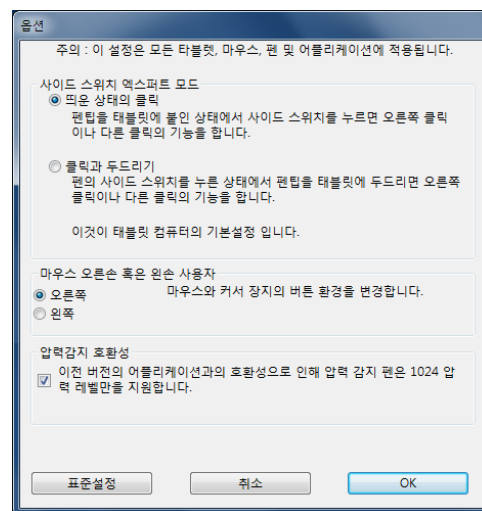 옵션
주의 : 이 설정은 모든 타블렛, 마우스, 펜 및 어플리케이션에 적용됩니다.
사이드 스위치 엑스퍼트 모드
띄운 상태의 클릭
펜팁을 태블릿에 붙인 상태에서 사이드 스위치를 누르면 오른쪽 클릭
이나 다른 클릭의 기능을 합니다.
클릭과 두드리기
펜의 사이드 스위치를 누른 상태에서 펜팁을 태블릿에 두드리면 오른쪽
클릭이나 다른 클릭의 기능을 합니다.
이것이 태블릿 컴퓨터의 기본설정 입니다.
마우스 오른손 혹은 왼손 사용자
오른쪽 마우스와 커서 장지의 버튼 환경을 변경합니다.
왼쪽
압력감지 호환성
이전 버전의 어플리케이션과의 호환성으로 인해 압력 감지 펜은 1024 압
력 레벨만을 지원합니다.
표준설정 취소 OK